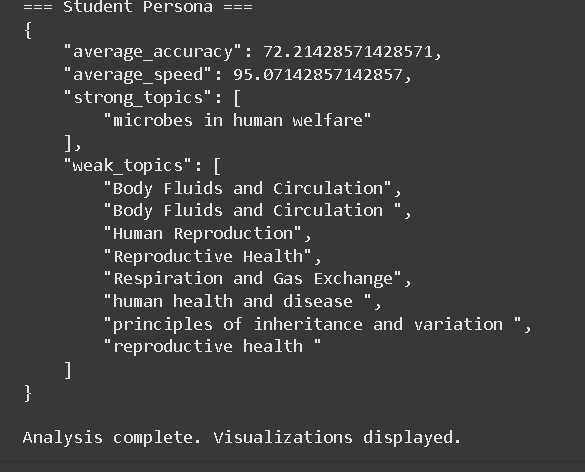 === Student Persona ===
{
    "average_accuracy": 72.21428571428571,
    "average_speed": 95.07142857142857,
    "strong_topics": [
        "microbes in human welfare"
    ],
    "weak_topics": [
        "Body Fluids and Circulation",
        "Body Fluids and Circulation ",
        "Human Reproduction",
        "Reproductive Health",
        "Respiration and Gas Exchange",
        "human health and disease ",
        "principles of inheritance and variation ",
        "reproductive health "
    ]
}
Analysis complete. Visualizations displayed.